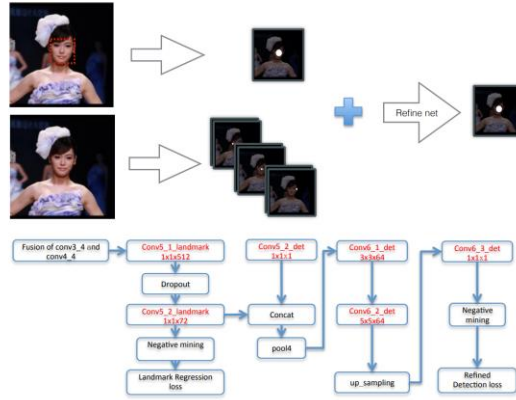 Refine net
Fusion of conv3_4 and
conv4_4
Conv5_1_landmark
1x1x512
Dropout
Conv5_2_landmark
1x1x72
Negative mining
Landmark Regression
loss
Conv5_2_det
1x1x1
Concat
pool4
Conv6_1_det
3x3x64
Conv6_2_det
5x5x64
up_sampling
Conv6_3_det
1x1x1
Negative
mining
Refined
Detection loss